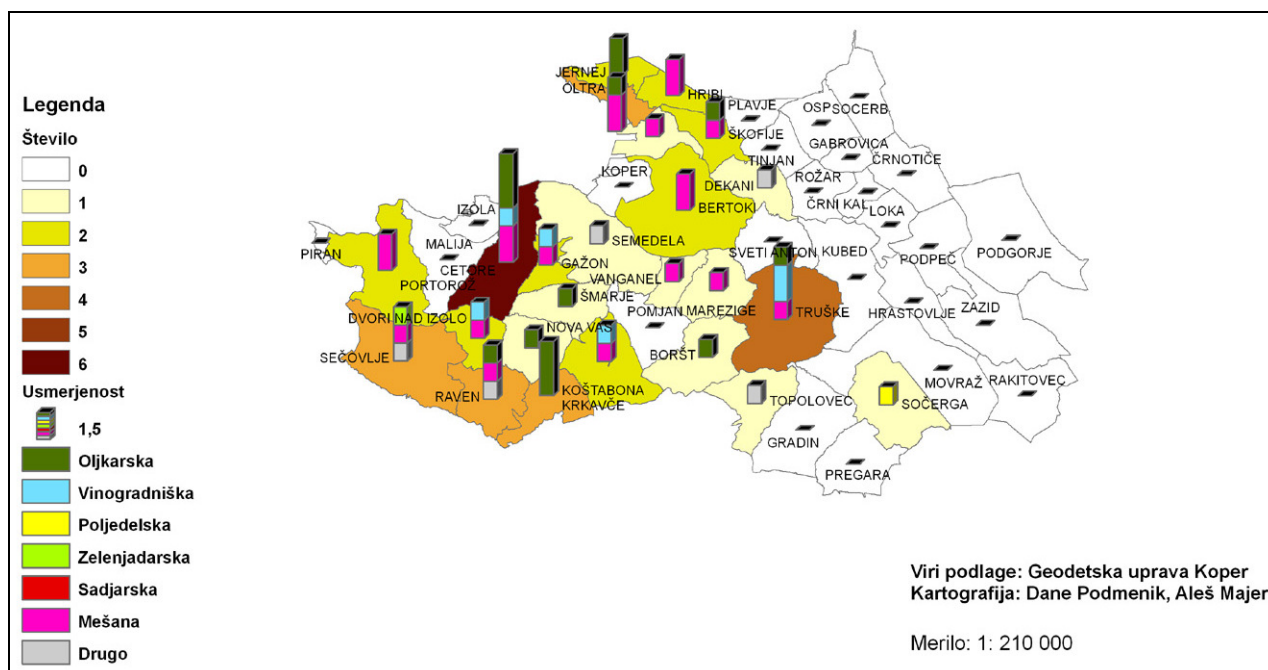 Legenda
Število
0
1
2
3
4
5
6
Usmerjenost
1,5
Oljkarska
Vinogradniška
Poljedelska
Zelenjadarska
Sadjarska
Mešana
Drugo
JERNEJ
OLTRA
HRIBI
PLAVJE
OSP
SOCERB
ŠKOFIJE
GABROVICA
TINJAN
ČRNOTIČE
KOPER
DEKANI
ROŽAR
BERTOKI
ČRNI KAL
LOKA
IZOLA
PIRAN
MALIJA
SEMEDELA
SVETI ANTON
KUBED
PODPEČ
PODGORJE
CETORE
GAŽON
PORTOROŽ
VANGANEL
ŠMARJE
POMJAN
MAREZIGE
TRUŠKE
HRASTOVLJE
ZAZID
DVORI NAD IZOLO
NOVA VAS
SEČOVLJE
BORŠT
RAVEN
KOŠTABONA
KRKAVČE
TOPOLOVEC
SOČERGA
MOVRAŽ
RAKITOVEC
GRADIN
PREGARA
Viri podlage: Geodetska uprava Koper
Kartografija: Dane Podmenik, Aleš Majer
Merilo: 1: 210 000